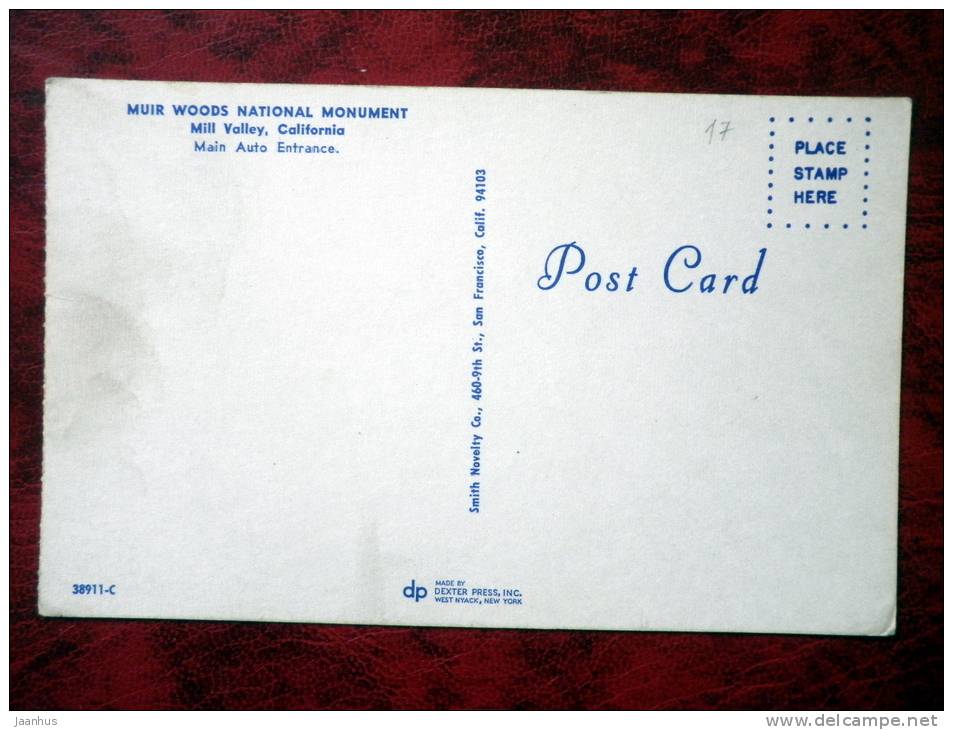 MUIR WOODS NATIONAL MONUMENT
Mill Valley, California
Main Auto Entrance.
17
PLACE
STAMP
HERE
Post Card
Smith Novelty Co., 460-9th St., San Francisco, Calif. 94103
38911-C
dp
MADE BY
DEXTER PRESS, INC.
WEST NYACK, NEW YORK
jaanhus
www.delcampe.net